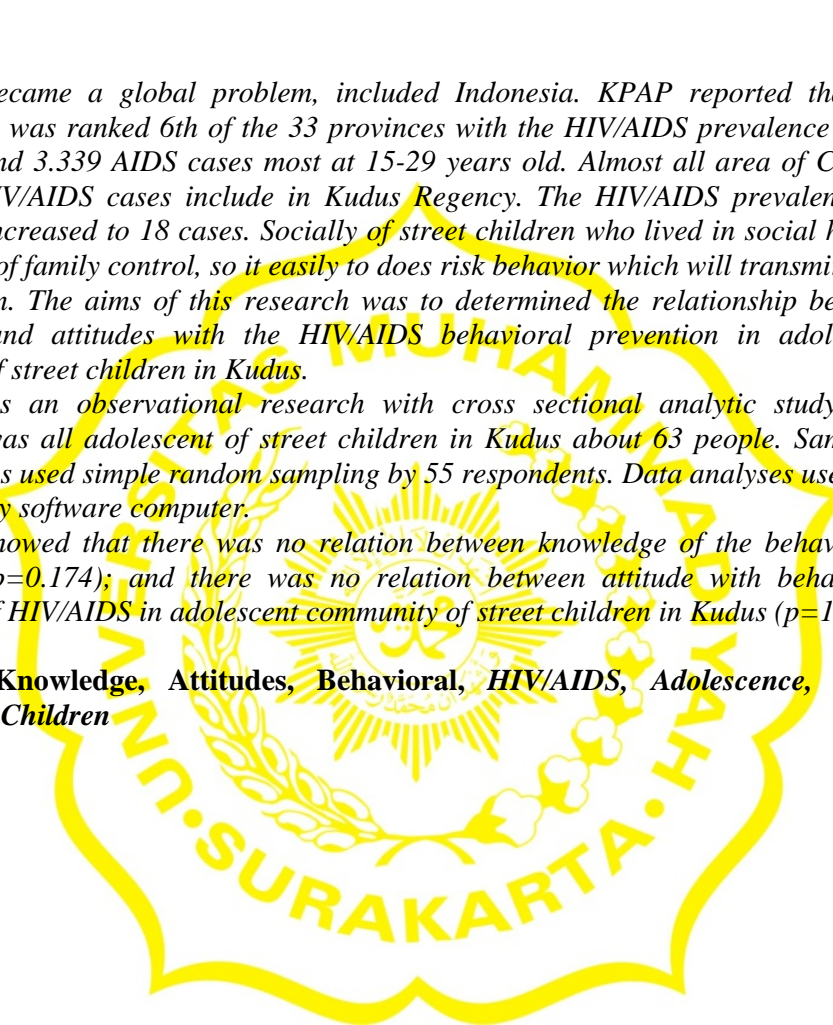 ecame a global problem, included Indonesia. KPAP reported th
was ranked 6th of the 33 provinces with the HIV/AIDS prevalence
nd 3.339 AIDS cases most at 15-29 years old. Almost all area of C
IV/AIDS cases include in Kudus Regency. The HIV/AIDS prevalen
ncreased to 18 cases. Socially of street children who lived in social h
of family control, so it easily to does risk behavior which will transmi
n. The aims of this research was to determined the relationship be
and attitudes with the HIV/AIDS behavioral prevention in adol
f street children in Kudus.
s an observational research with cross sectional analytic study
was all adolescent of street children in Kudus about 63 people. Sa
s used simple random sampling by 55 respondents. Data analyses use
y software computer.
howed that there was no relation between knowledge of the behav
p=0.174); and there was no relation between attitude with beha
f HIV/AIDS in adolescent community of street children in Kudus (p=1
Knowledge, Attitudes, Behavioral, HIV/AIDS, Adolescence,
Children
UNIVERSITAS MUHAMMADIYAH
SURAKARTA
محمد